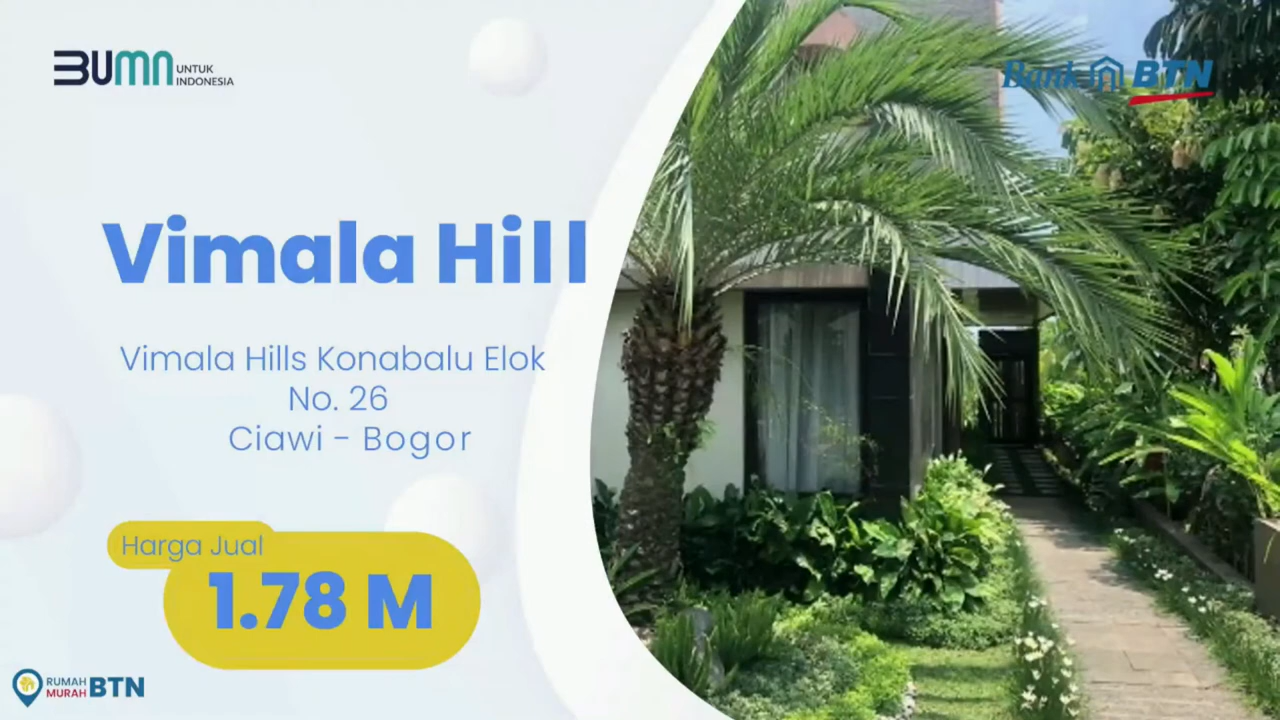 BUMN UNTUK
INDONESIA
Bank BTN
Vimala Hill
Vimala Hills Konabalu Elok
No. 26
Ciawi - Bogor
Harga Jual
1.78 M
RUMAH
MURAH BTN